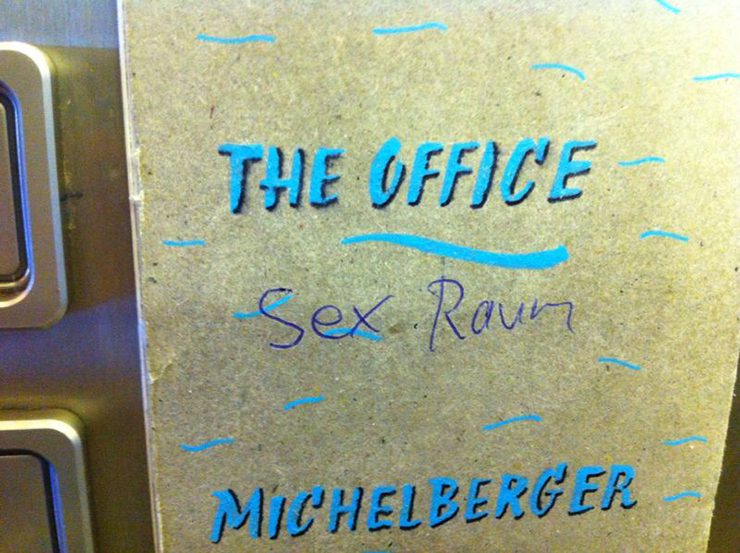 THE OFFICE
Sex Raum
MICHELBERGER